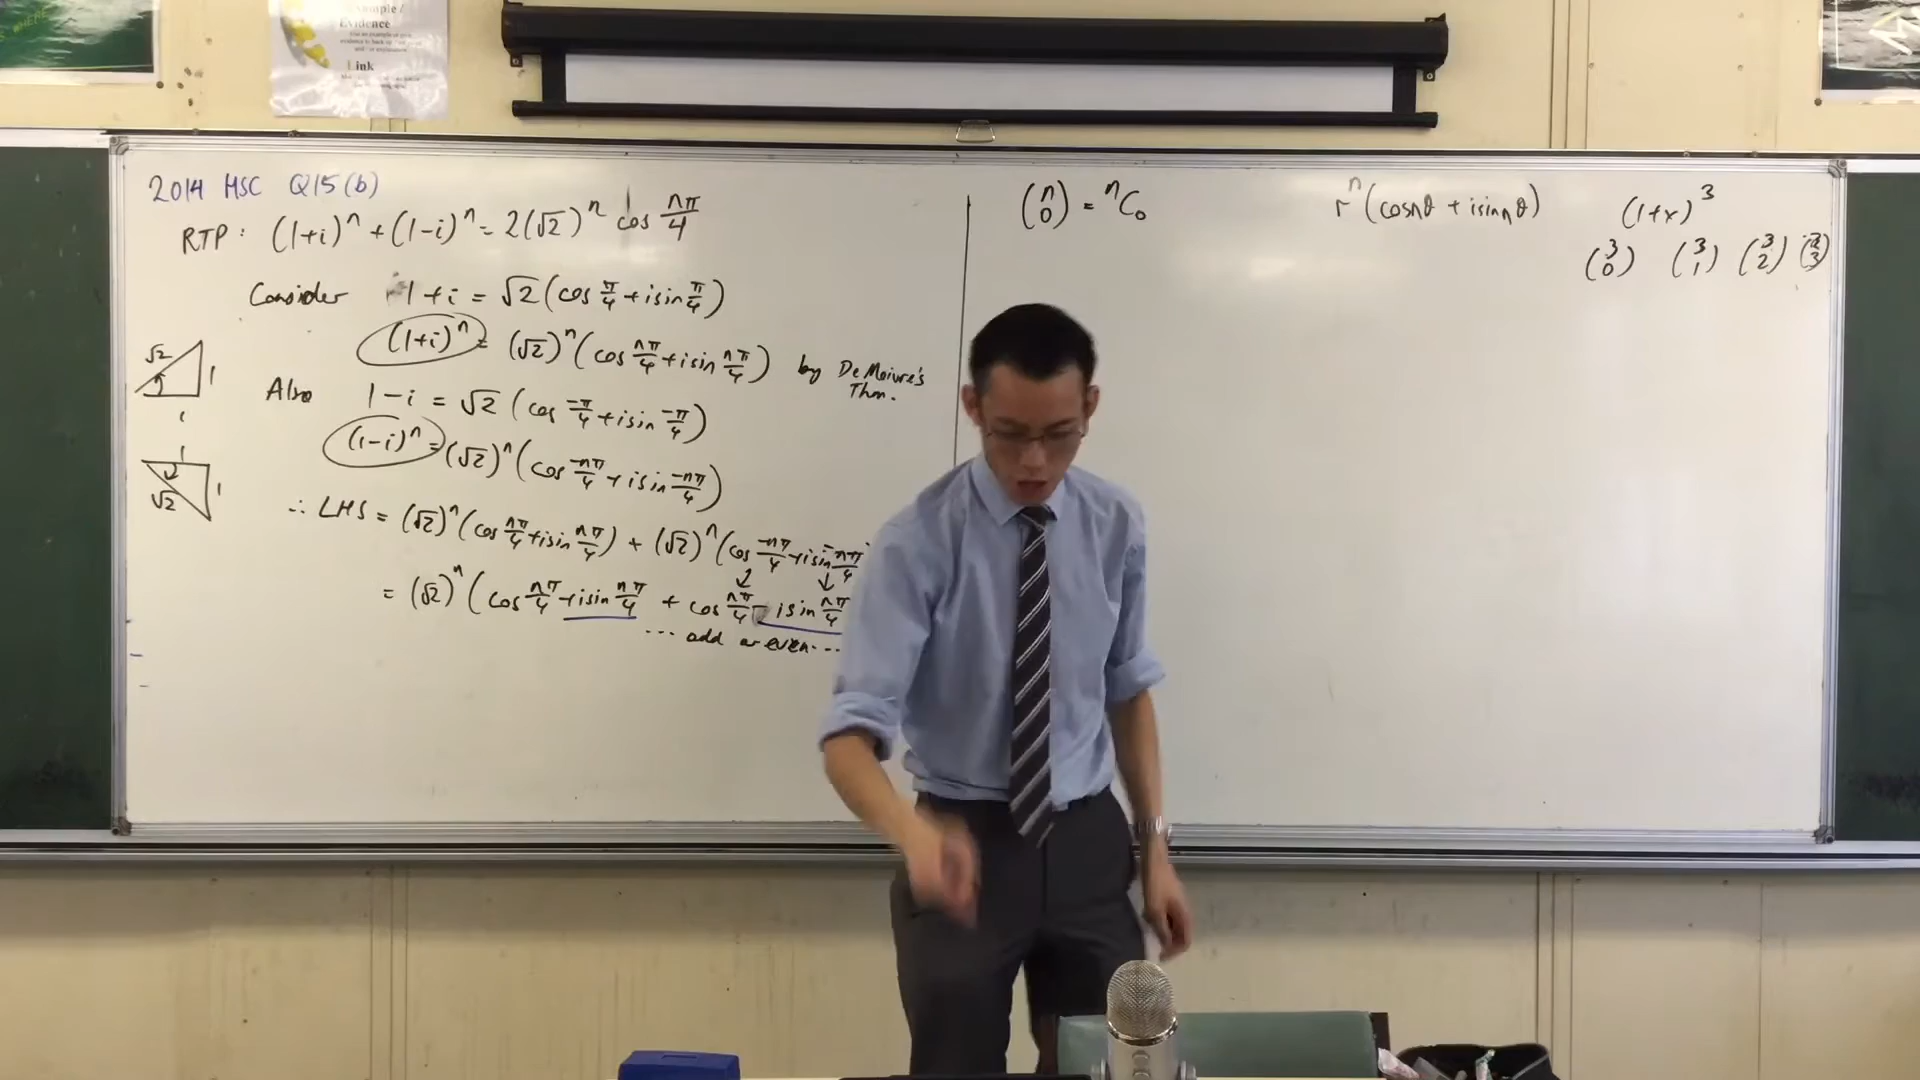 Example /
Evidence
Link
2014 HSC Q15(b)
RTP: (1+i)ⁿ + (1-i)ⁿ = 2(√2)ⁿ cos nπ/4
Consider 1+i = √2(cos π/4 + i sin π/4)
(1+i)ⁿ = (√2)ⁿ(cos nπ/4 + i sin nπ/4) by De Moivre's
Thm.
√2 1 1
Also 1-i = √2(cos -π/4 + i sin -π/4)
(1-i)ⁿ = (√2)ⁿ(cos -nπ/4 + i sin -nπ/4)
1 1 √2
∴ LHS = (√2)ⁿ(cos nπ/4 + i sin nπ/4) + (√2)ⁿ(cos -nπ/4 + i sin -nπ/4
= (√2)ⁿ(cos nπ/4 + i sin nπ/4 + cos nπ/4 - i sin nπ/4
... odd or even ...
(n 0) = ⁿC₀
rⁿ(cos nθ + i sin nθ)
(1+x)³
(3 0) (3 1) (3 2) (3 3)